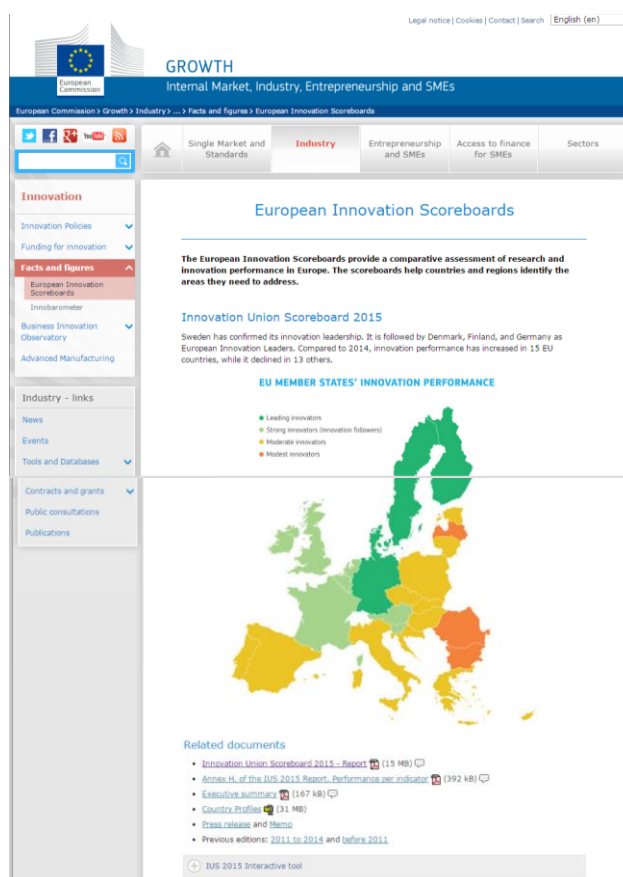 Legal notice | Cookies | Contact | Search English (en)
European
Commission
GROWTH
Internal Market, Industry, Entrepreneurship and SMEs
European Commission > Growth > Industry > ... > Facts and figures > European Innovation Scoreboards
YouTube
Single Market and
Standards
Industry
Entrepreneurship
and SMEs
Access to finance
for SMEs
Sectors
Innovation
Innovation Policies
Funding for innovation
Facts and figures
European Innovation
Scoreboards
Innobarometer
Business Innovation
Observatory
Advanced Manufacturing
Industry - links
News
Events
Tools and Databases
Contracts and grants
Public consultations
Publications
European Innovation Scoreboards
The European Innovation Scoreboards provide a comparative assessment of research and
innovation performance in Europe. The scoreboards help countries and regions identify the
areas they need to address.
Innovation Union Scoreboard 2015
Sweden has confirmed its innovation leadership. It is followed by Denmark, Finland, and Germany as
European Innovation Leaders. Compared to 2014, innovation performance has increased in 15 EU
countries, while it declined in 13 others.
EU MEMBER STATES' INNOVATION PERFORMANCE
Leading innovators
Strong innovators (Innovation followers)
Moderate innovators
Modest innovators
Related documents
Innovation Union Scoreboard 2015 - Report (15 MB)
Annex H. of the IUS 2015 Report. Performance per indicator (392 kB)
Executive summary (167 kB)
Country Profiles (31 MB)
Press release and Memo
Previous editions: 2011 to 2014 and before 2011
IUS 2015 Interactive tool